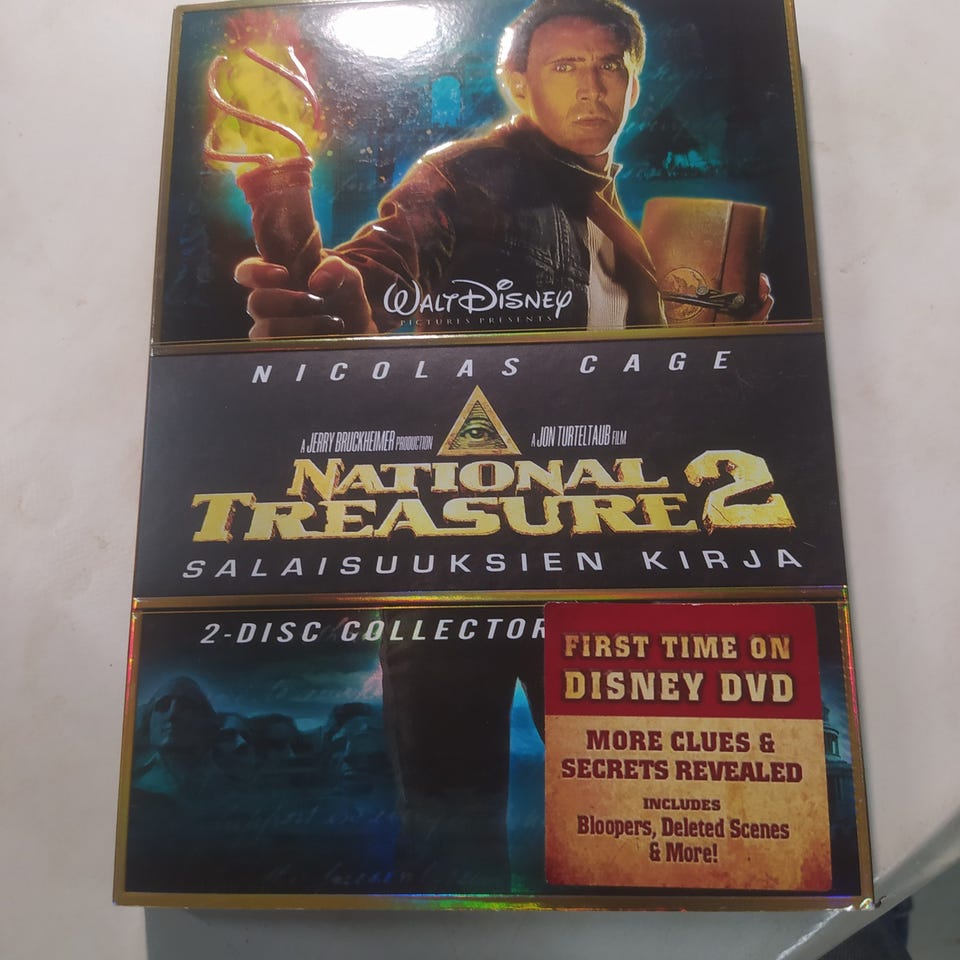 WALT DISNEY
PICTURES PRESENTS
NICOLAS CAGE
A JERRY BRUCKHEIMER PRODUCTION
A JON TURTELTAUB FILM
NATIONAL
TREASURE 2
SALAISUUKSIEN KIRJA
2-DISC COLLECTOR
FIRST TIME ON
DISNEY DVD
MORE CLUES &
SECRETS REVEALED
INCLUDES
Bloopers, Deleted Scenes
& More!